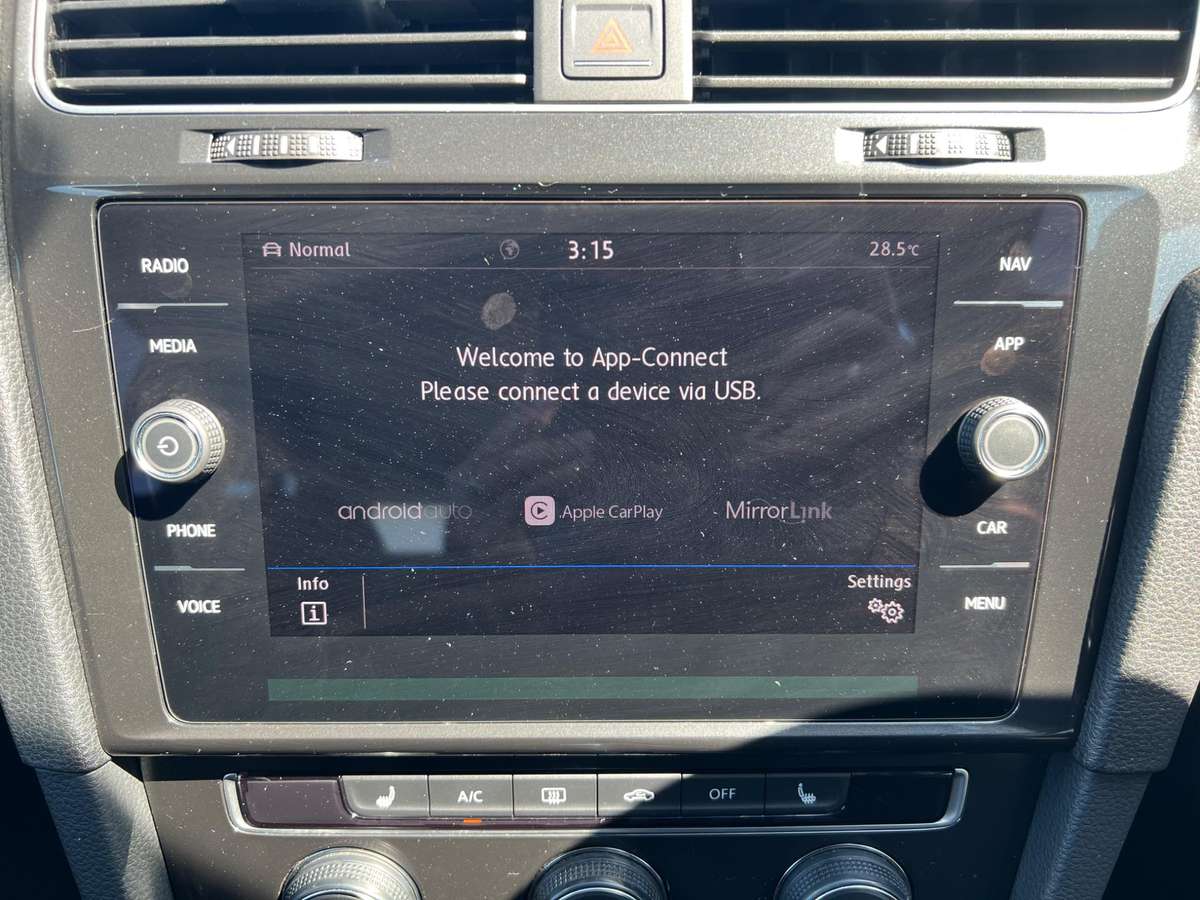 Normal 3:15 28.5°C
RADIO
NAV
MEDIA
APP
Welcome to App-Connect
Please connect a device via USB.
androidauto Apple CarPlay MirrorLink
PHONE
CAR
Info Settings
VOICE
MENU
A/C OFF